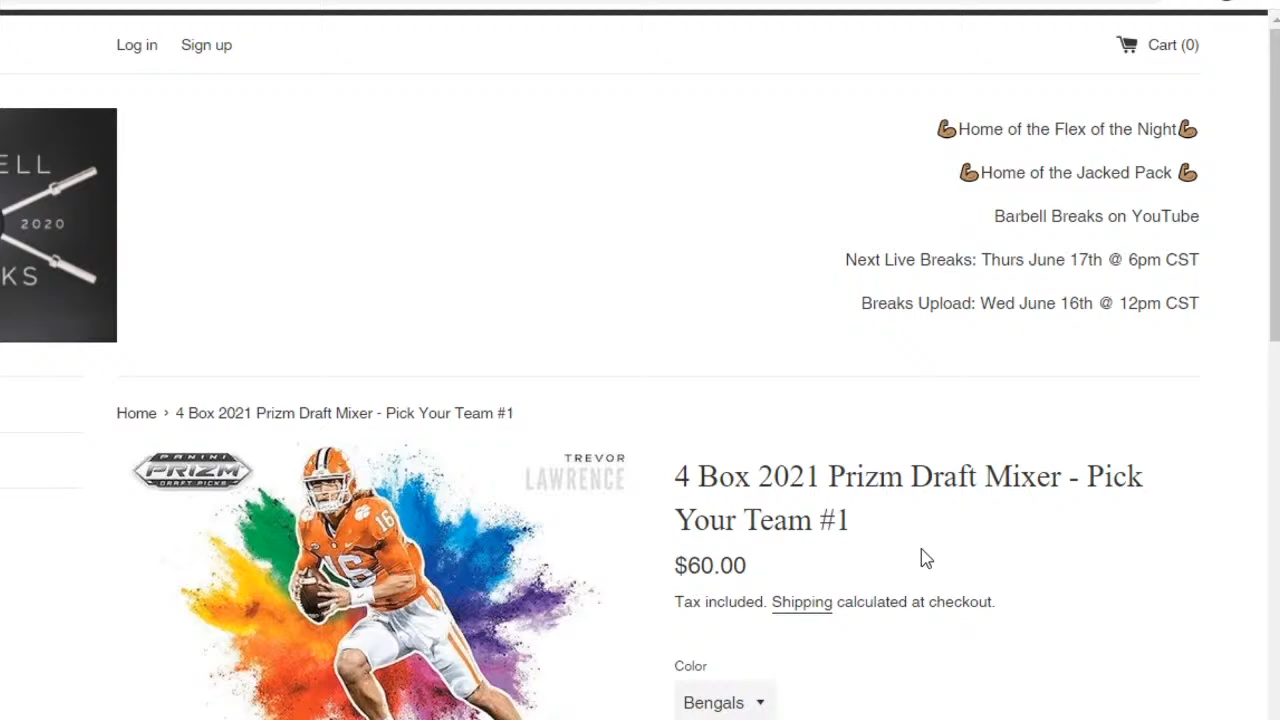 Log in Sign up Cart (0)
💪🏽Home of the Flex of the Night💪🏽
💪🏽Home of the Jacked Pack 💪🏽
Barbell Breaks on YouTube
Next Live Breaks: Thurs June 17th @ 6pm CST
Breaks Upload: Wed June 16th @ 12pm CST
ELL
2020
KS
Home › 4 Box 2021 Prizm Draft Mixer - Pick Your Team #1
PANINI
PRIZM
DRAFT PICKS
TREVOR
LAWRENCE
16
16
4 Box 2021 Prizm Draft Mixer - Pick
Your Team #1
$60.00
Tax included. Shipping calculated at checkout.
Color
Bengals